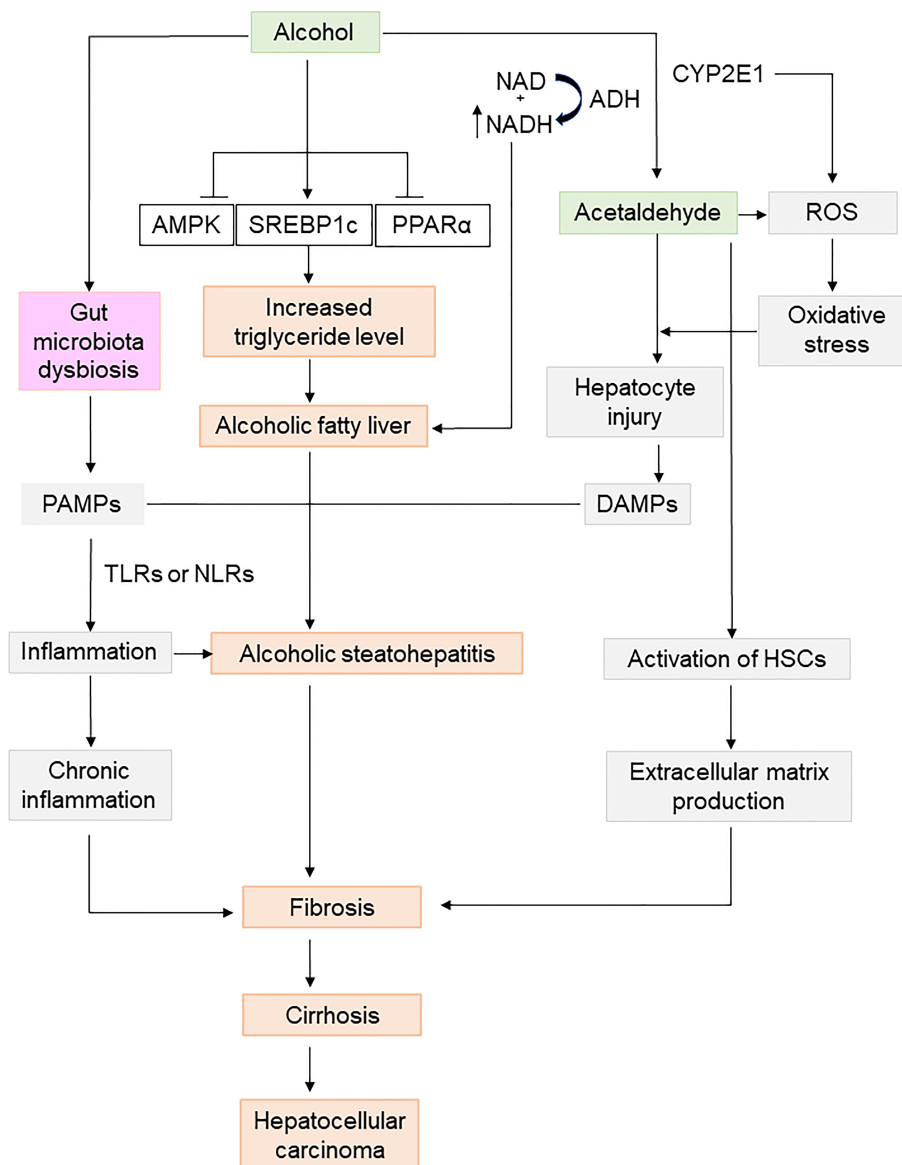 Alcohol
NAD
+
NADH
ADH
CYP2E1
AMPK
SREBP1c
PPARα
Acetaldehyde
ROS
Gut
microbiota
dysbiosis
Increased
triglyceride level
Oxidative
stress
Alcoholic fatty liver
Hepatocyte
injury
PAMPs
DAMPs
TLRs or NLRs
Inflammation
Alcoholic steatohepatitis
Activation of HSCs
Chronic
inflammation
Extracellular matrix
production
Fibrosis
Cirrhosis
Hepatocellular
carcinoma